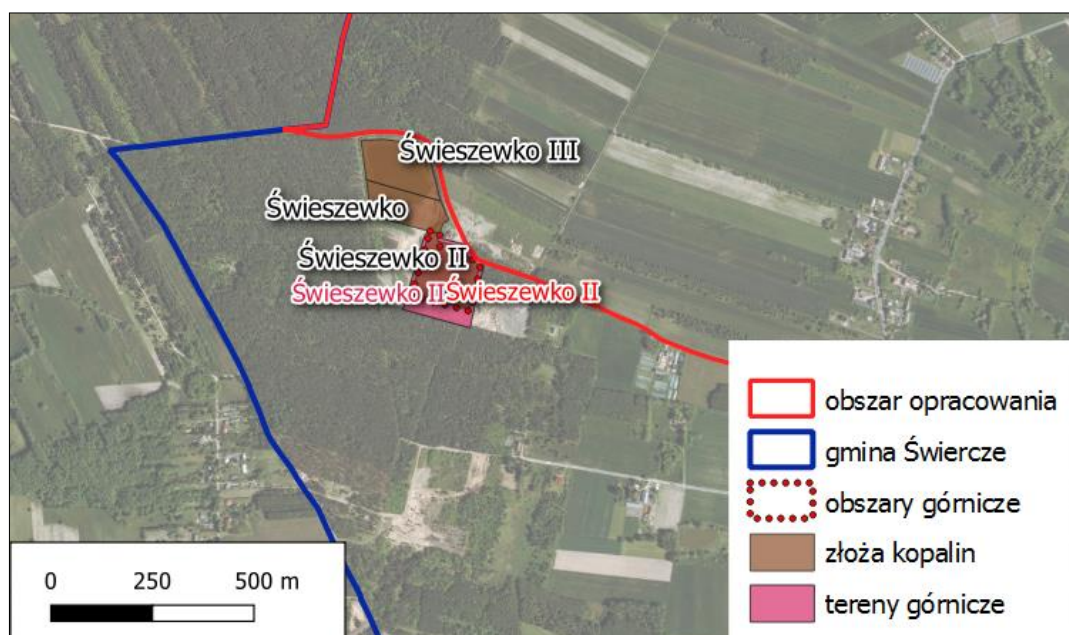 Świeszewko III
Świeszewko
Świeszewko II
Świeszewko II
Świeszewko II
obszar opracowania
gmina Świercze
obszary górnicze
złoża kopalin
tereny górnicze
0 250 500 m